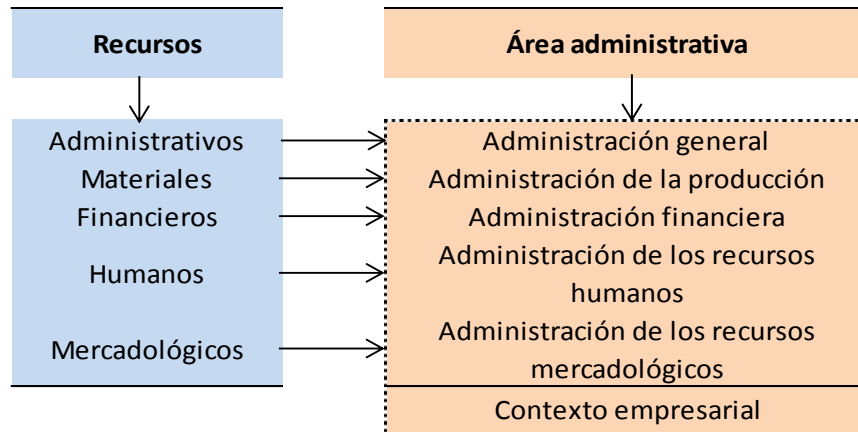 Recursos
Área administrativa
Administrativos
Administración general
Materiales
Administración de la producción
Financieros
Administración financiera
Humanos
Administración de los recursos
humanos
Mercadológicos
Administración de los recursos
mercadológicos
Contexto empresarial